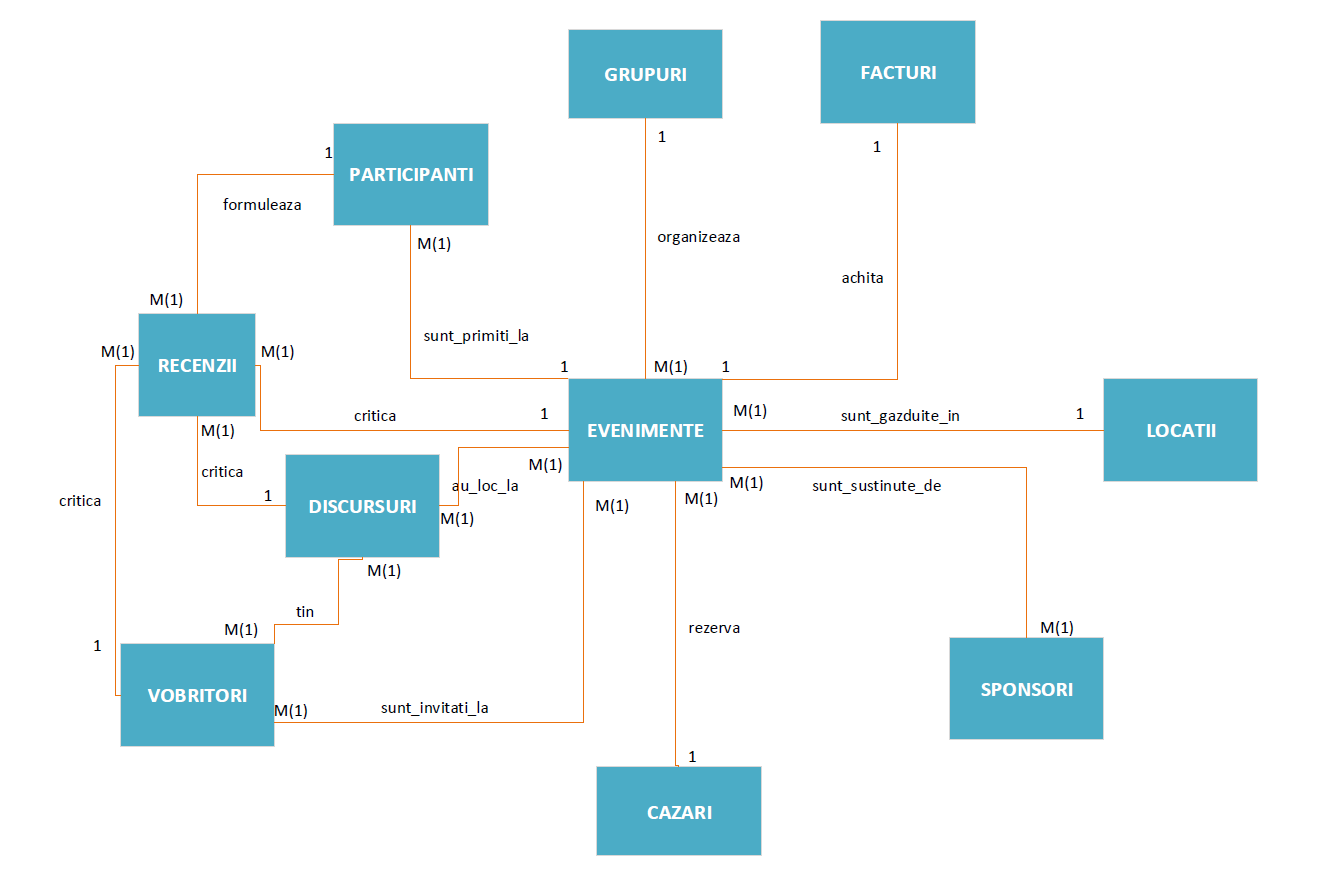 GRUPURI
FACTURI
1
1
1
PARTICIPANTI
formuleaza
organizeaza
M(1)
achita
M(1)
sunt_primiti_la
M(1)
M(1)
1
M(1)
1
RECENZII
critica
1
M(1)
sunt_gazduite_in
1
M(1)
EVENIMENTE
LOCATII
critica
M(1)
au_loc_la
M(1)
sunt_sustinute_de
critica
1
DISCURSURI
M(1)
M(1)
M(1)
M(1)
tin
M(1)
rezerva
M(1)
1
VOBRITORI
SPONSORI
M(1)
sunt_invitati_la
1
CAZARI